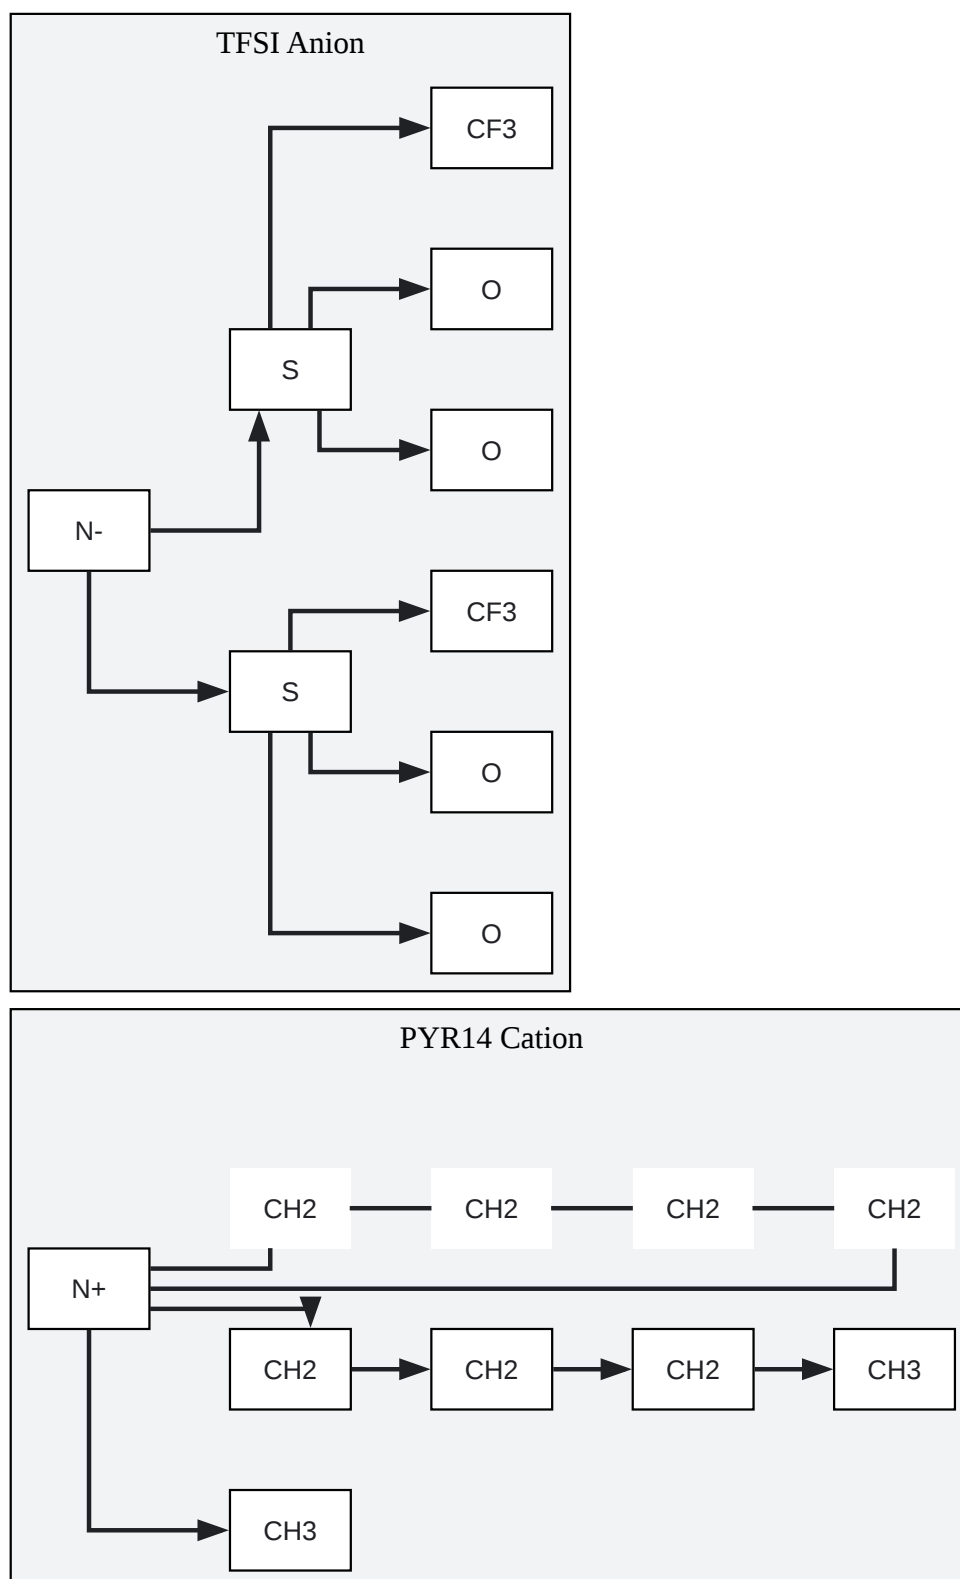 TFSI Anion
CF3
O
S
O
N-
CF3
S
O
O
PYR14 Cation
CH2 CH2 CH2 CH2
N+
CH2 CH2 CH2 CH3
CH3